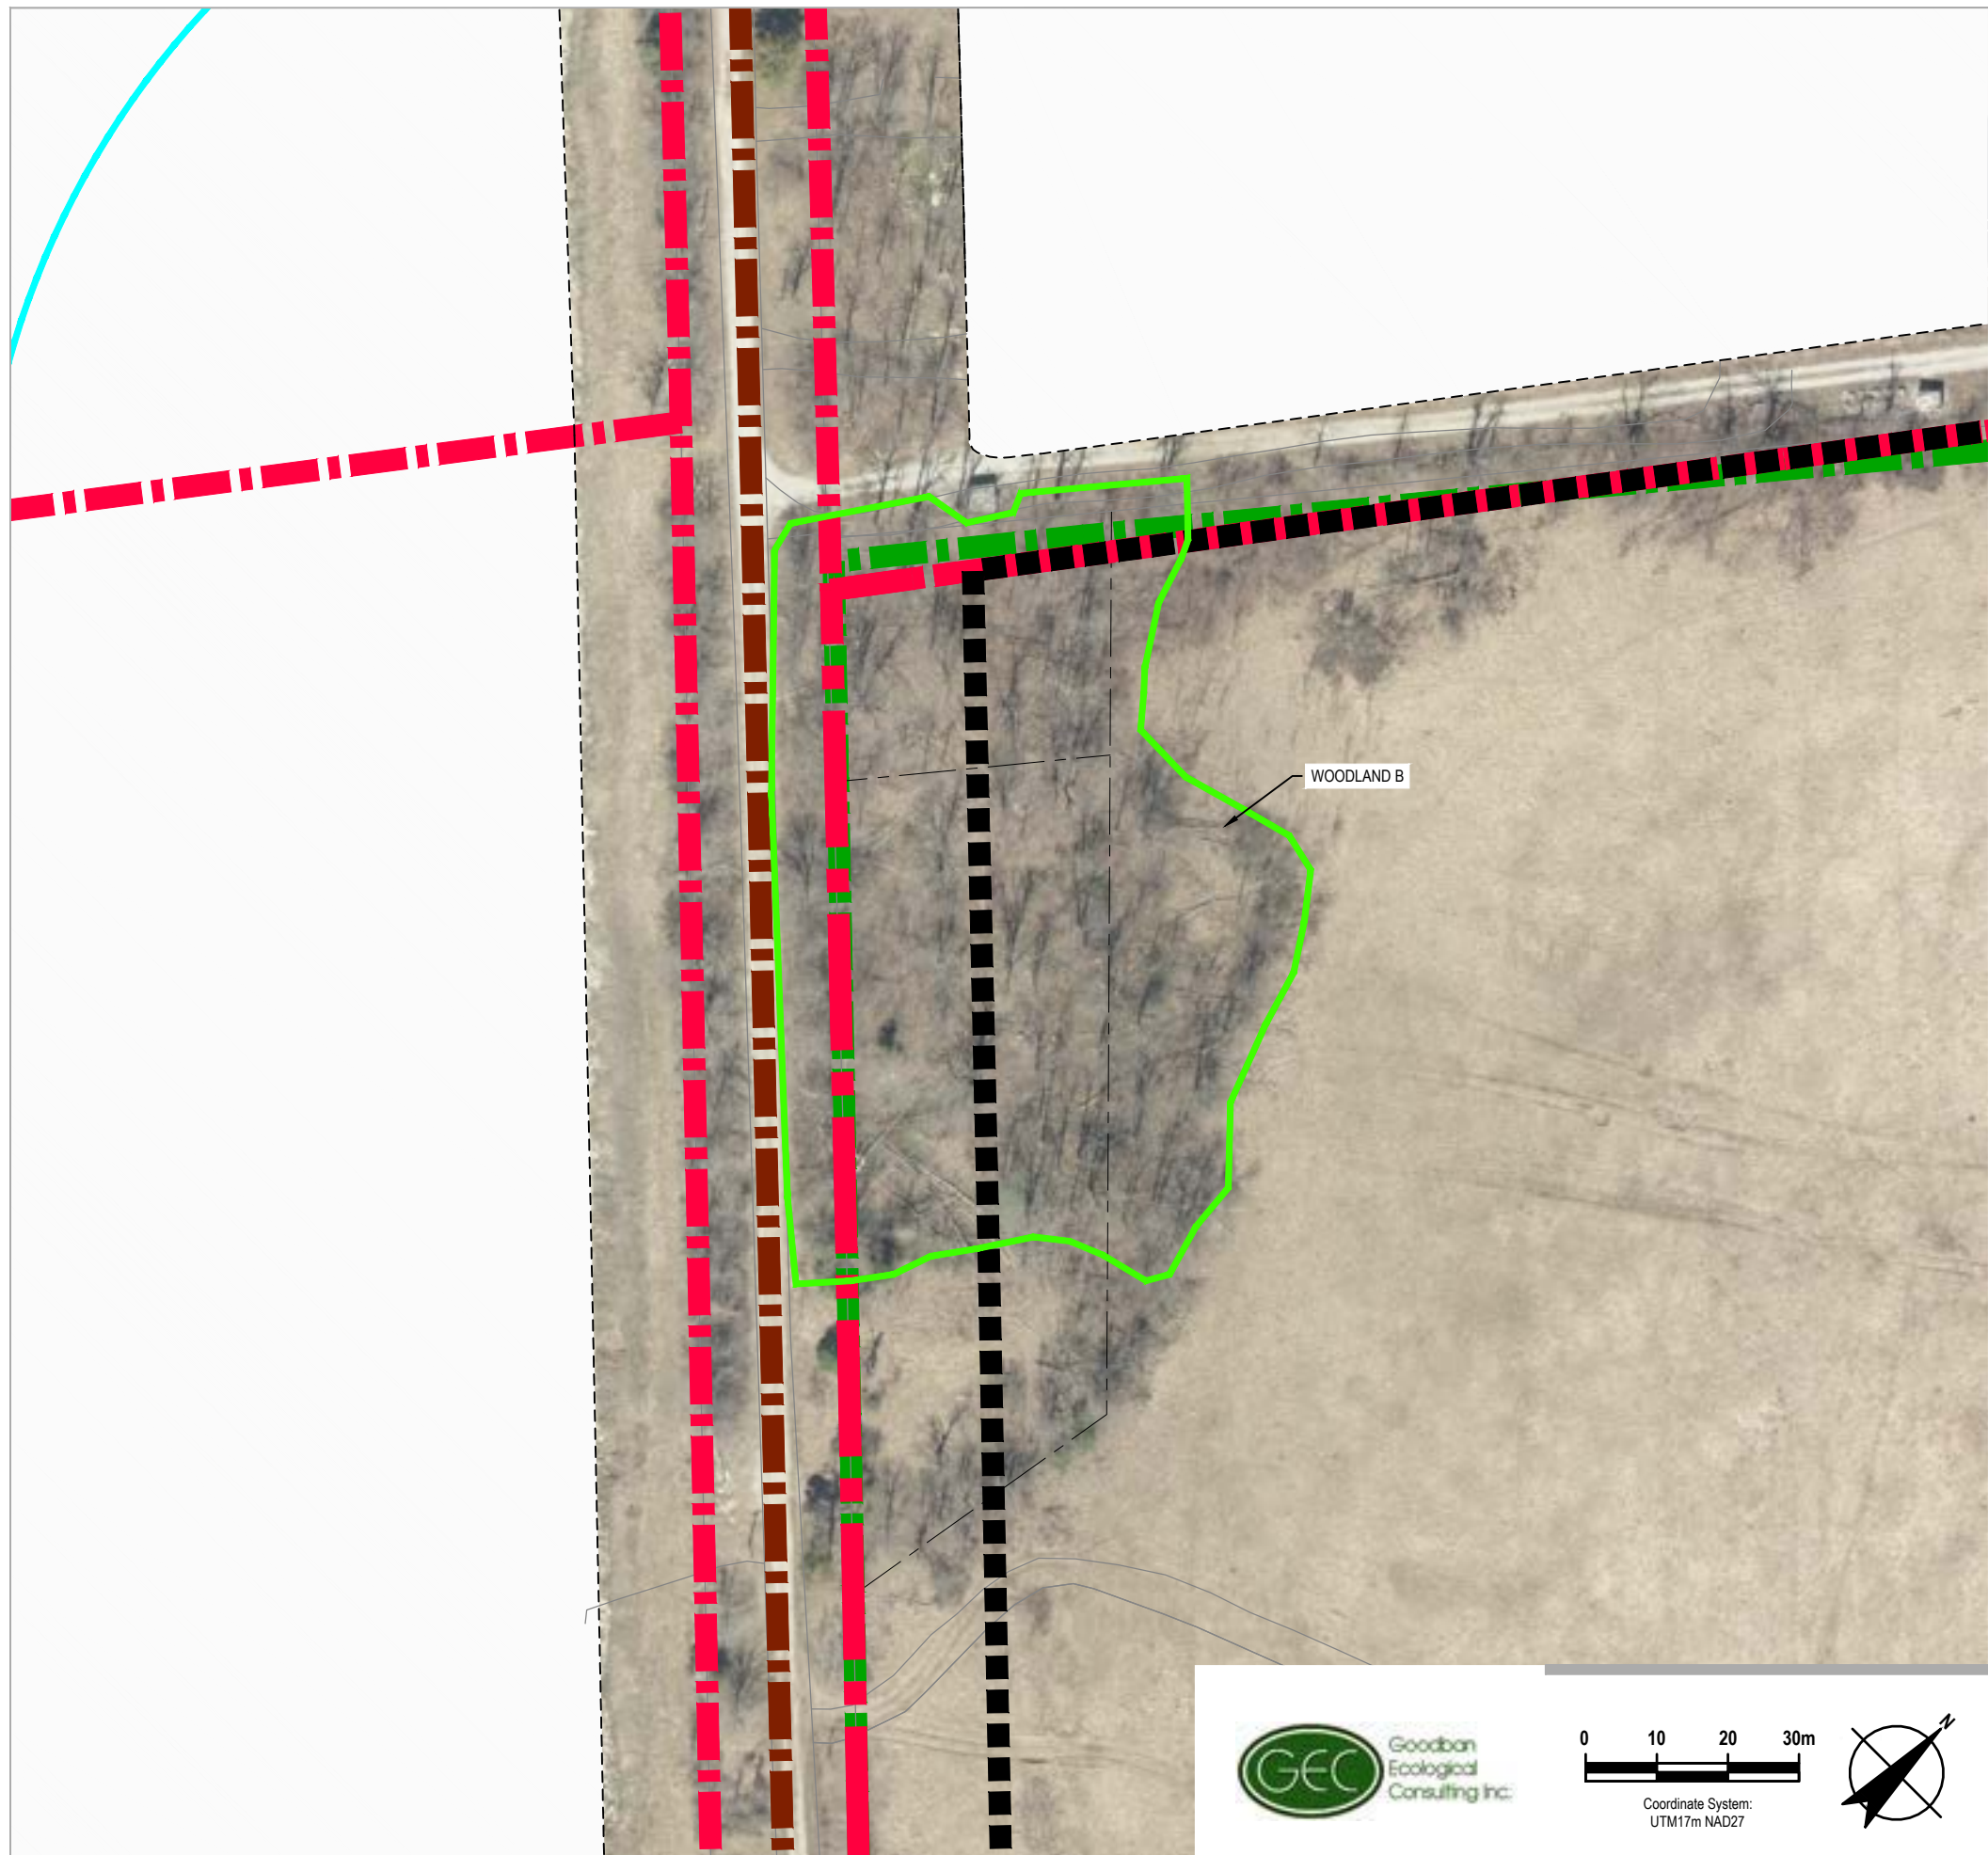 WOODLAND B
GEC
Goodban
Ecological
Consulting Inc.
0 10 20 30m
Coordinate System:
UTM17m NAD27
N